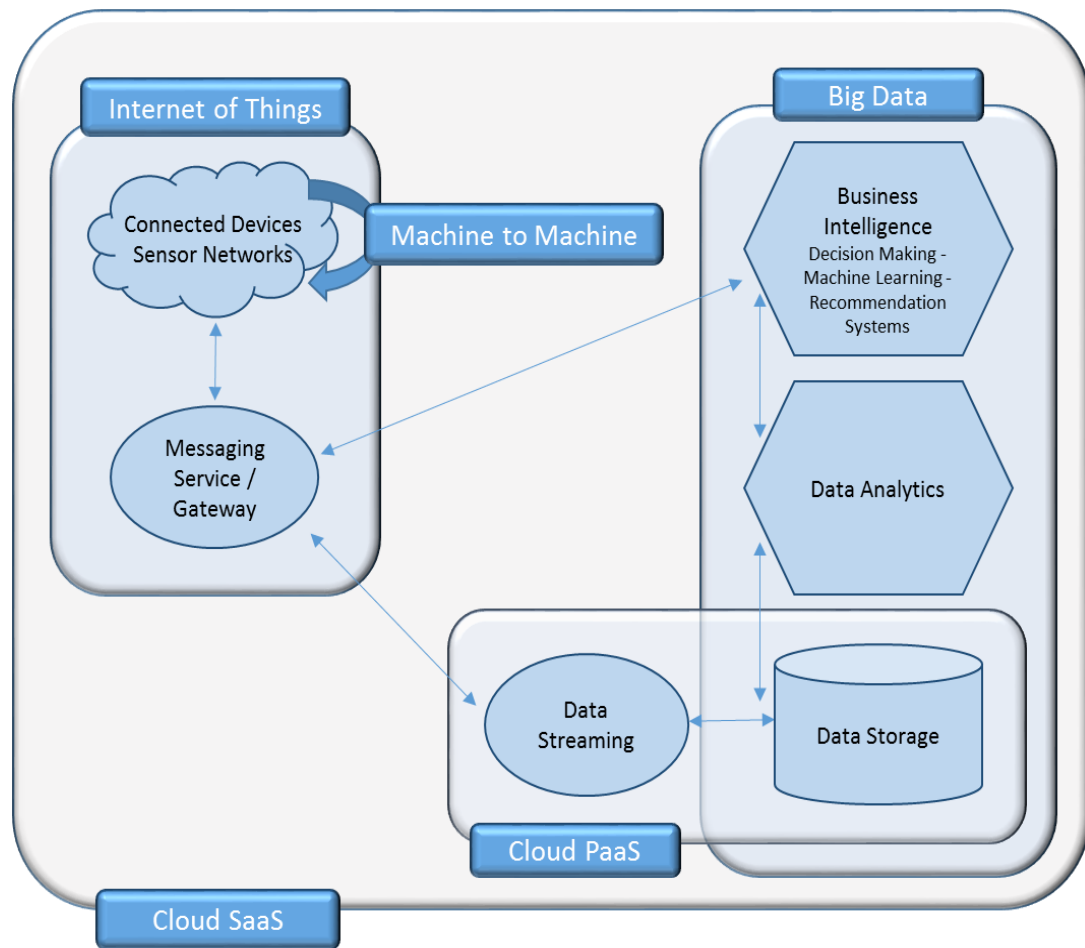 Internet of Things
Connected Devices
Sensor Networks
Machine to Machine
Messaging
Service /
Gateway
Big Data
Business
Intelligence
Decision Making -
Machine Learning -
Recommendation
Systems
Data Analytics
Data
Streaming
Data Storage
Cloud PaaS
Cloud SaaS